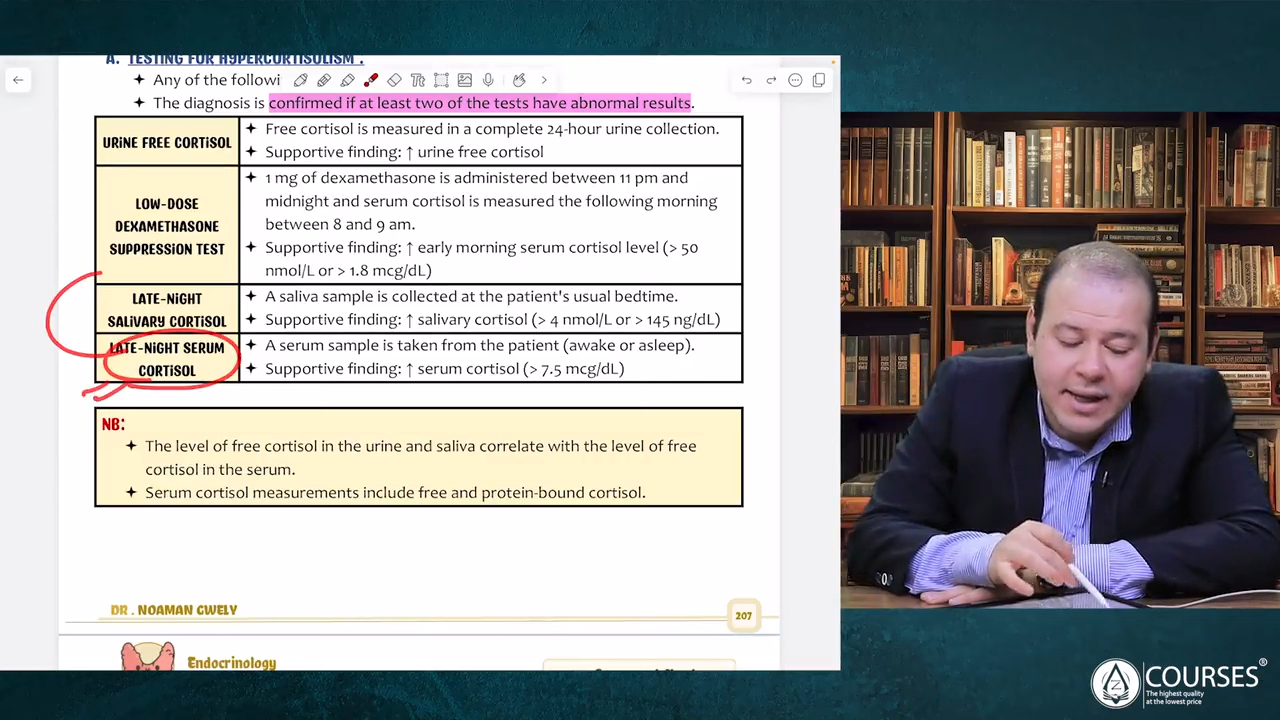 A. TESTING FOR HYPERCORTISOLISM :
✦ Any of the followi
✦ The diagnosis is confirmed if at least two of the tests have abnormal results.
URINE FREE CORTISOL
✦ Free cortisol is measured in a complete 24-hour urine collection.
✦ Supportive finding: ↑ urine free cortisol
LOW-DOSE
DEXAMETHASONE
SUPPRESSION TEST
✦ 1 mg of dexamethasone is administered between 11 pm and
midnight and serum cortisol is measured the following morning
between 8 and 9 am.
✦ Supportive finding: ↑ early morning serum cortisol level (> 50
nmol/L or > 1.8 mcg/dL)
LATE-NIGHT
SALIVARY CORTISOL
✦ A saliva sample is collected at the patient's usual bedtime.
✦ Supportive finding: ↑ salivary cortisol (> 4 nmol/L or > 145 ng/dL)
LATE-NIGHT SERUM
CORTISOL
✦ A serum sample is taken from the patient (awake or asleep).
✦ Supportive finding: ↑ serum cortisol (> 7.5 mcg/dL)
NB:
✦ The level of free cortisol in the urine and saliva correlate with the level of free
cortisol in the serum.
✦ Serum cortisol measurements include free and protein-bound cortisol.
DR . NOAMAN GWELY
207
Endocrinology
COURSES®
The highest quality
at the lowest price